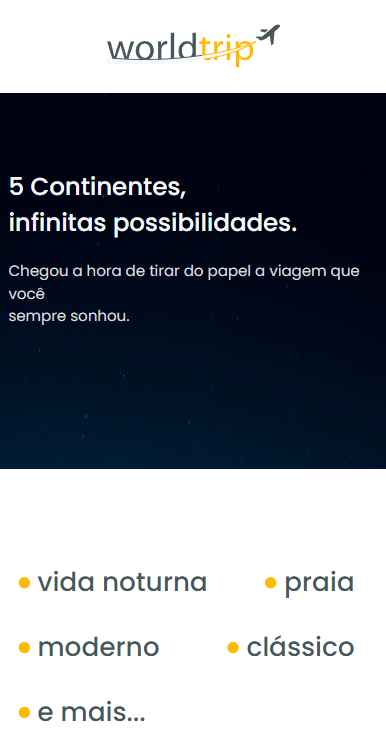 worldtrip
5 Continentes,
infinitas possibilidades.
Chegou a hora de tirar do papel a viagem que
você
sempre sonhou.
vida noturna
praia
moderno
clássico
e mais...